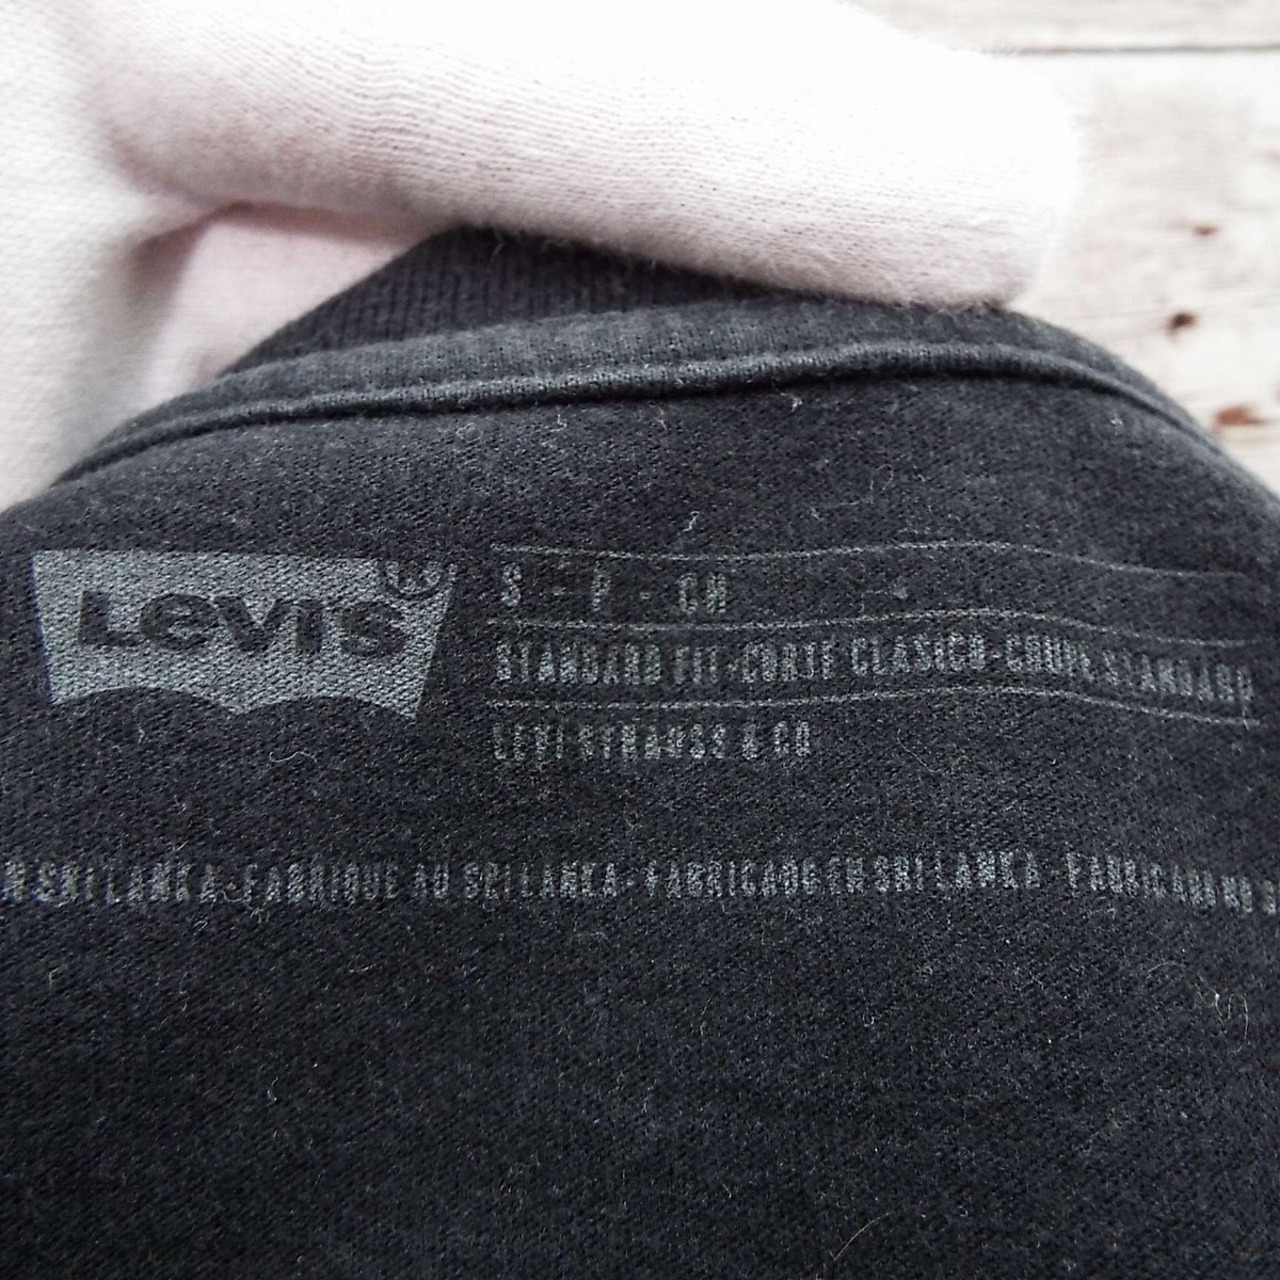 Levi's
S - P - CH
STANDARD FIT-CORTE CLASICO-COUPE STANDARD
LEVI STRAUSS & CO
SRI LANKA-FABRIQUE AU SRI LANKA-FABRICADO EN SRI LANKA-